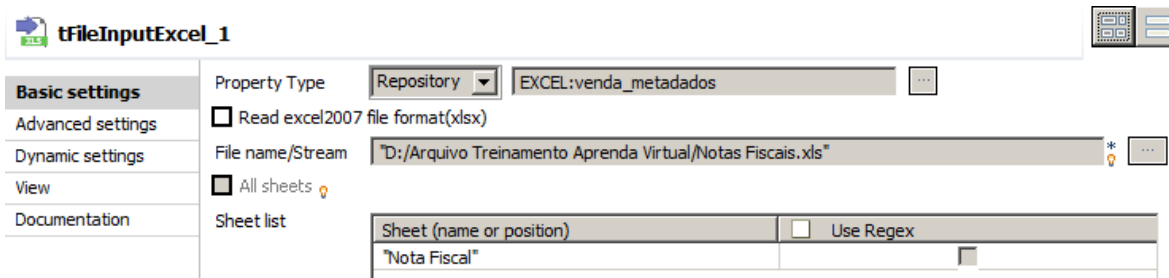 tFileInputExcel_1
Basic settings
Advanced settings
Dynamic settings
View
Documentation
Property Type Repository EXCEL:venda_metadados ...
Read excel2007 file format(xlsx)
File name/Stream "D:/Arquivo Treinamento Aprenda Virtual/Notas Fiscais.xls" * ...
All sheets
Sheet list Sheet (name or position) Use Regex
"Nota Fiscal"